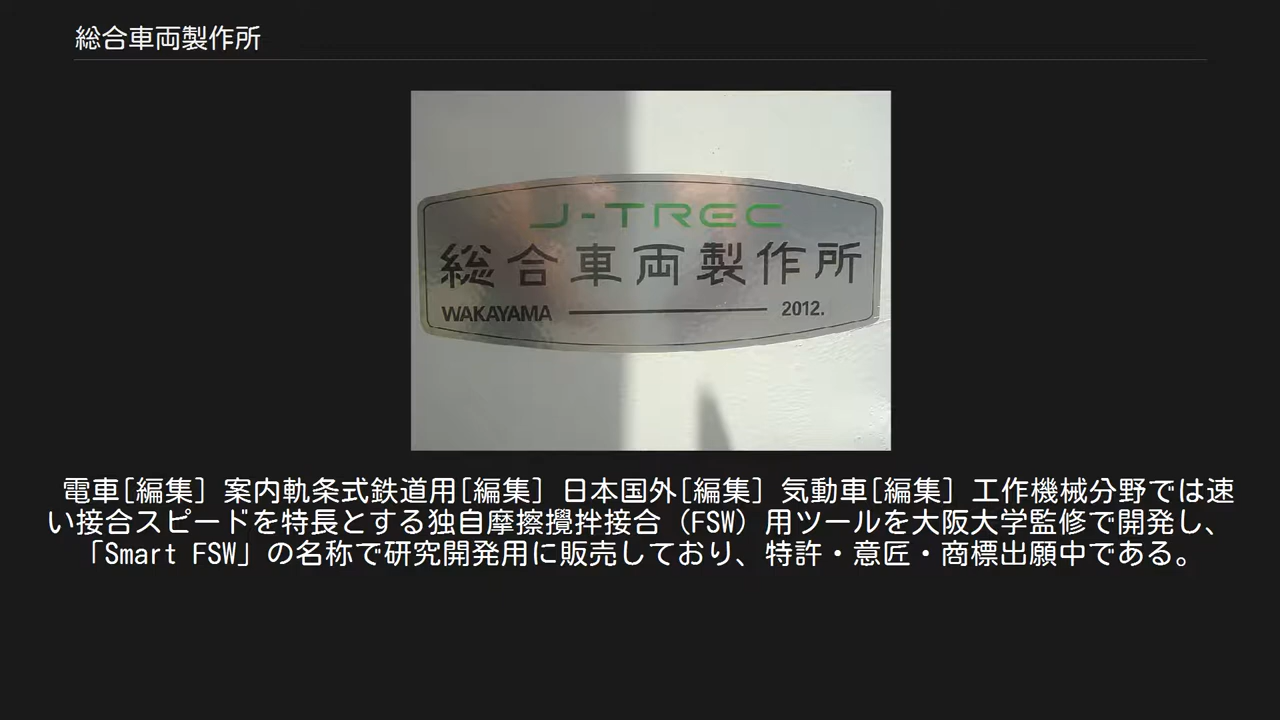 総合車両製作所
J-TREC
総合車両製作所
WAKAYAMA 2012.
電車[編集] 案内軌条式鉄道用[編集] 日本国外[編集] 気動車[編集] 工作機械分野では速
い接合スピードを特長とする独自摩擦攪拌接合（FSW）用ツールを大阪大学監修で開発し、
「Smart FSW」の名称で研究開発用に販売しており、特許・意匠・商標出願中である。